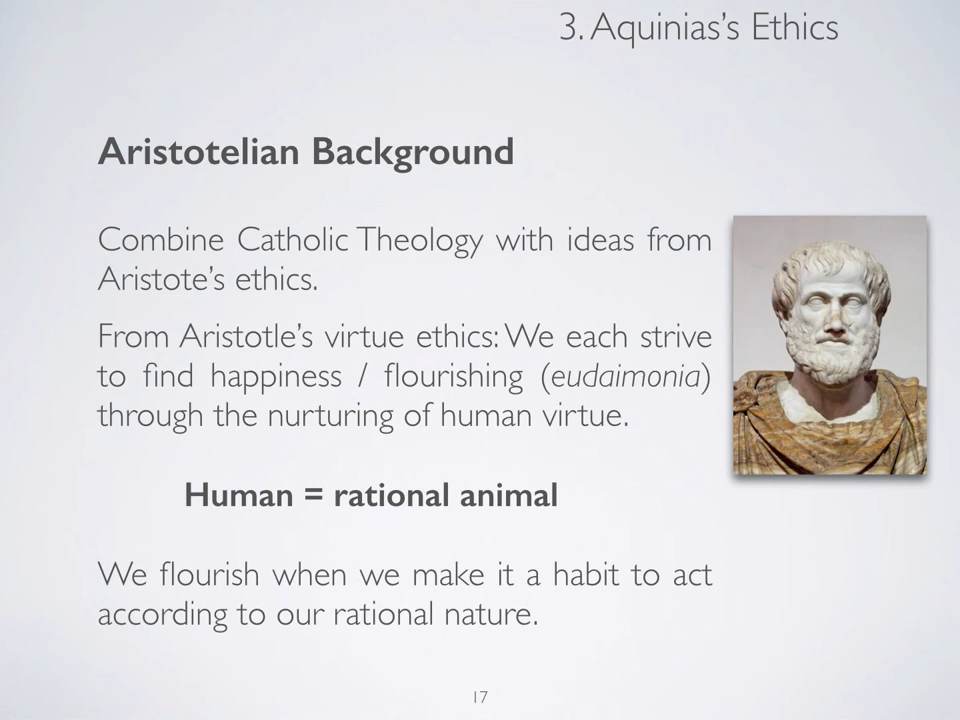 3. Aquinias’s Ethics
Aristotelian Background
Combine Catholic Theology with ideas from
Aristote’s ethics.
From Aristotle’s virtue ethics: We each strive
to find happiness / flourishing (eudaimonia)
through the nurturing of human virtue.
Human = rational animal
We flourish when we make it a habit to act
according to our rational nature.
17